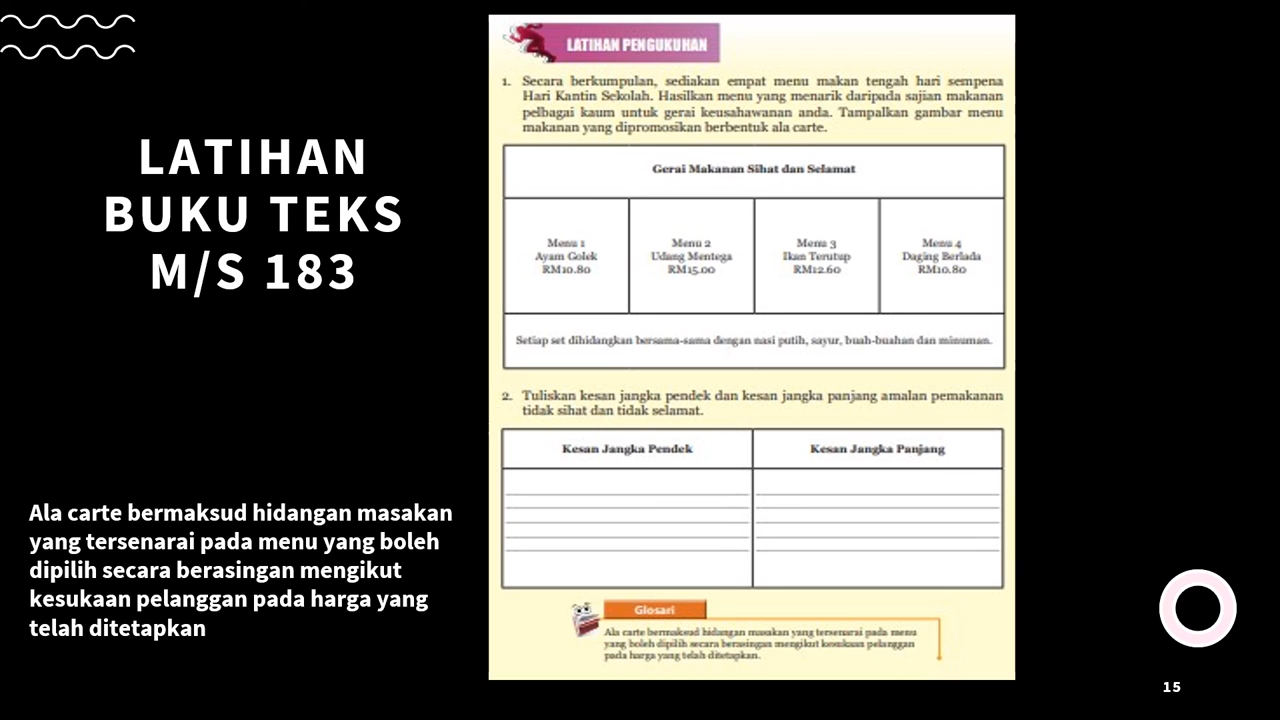 LATIHAN
BUKU TEKS
M/S 183
Ala carte bermaksud hidangan masakan
yang tersenarai pada menu yang boleh
dipilih secara berasingan mengikut
kesukaan pelanggan pada harga yang
telah ditetapkan
LATIHAN PENGUKUHAN
1. Secara berkumpulan, sediakan empat menu makan tengah hari sempena
Hari Kantin Sekolah. Hasilkan menu yang menarik daripada sajian makanan
pelbagai kaum untuk gerai keusahawanan anda. Tampalkan gambar menu
makanan yang dipromosikan berbentuk ala carte.
Gerai Makanan Sihat dan Selamat
Menu 1
Ayam Golek
RM10.80
Menu 2
Udang Mentega
RM15.00
Menu 3
Ikan Terutup
RM12.60
Menu 4
Daging Berlada
RM10.80
Setiap set dihidangkan bersama-sama dengan nasi putih, sayur, buah-buahan dan minuman.
2. Tuliskan kesan jangka pendek dan kesan jangka panjang amalan pemakanan
tidak sihat dan tidak selamat.
Kesan Jangka Pendek
Kesan Jangka Panjang
Glosari
Ala carte bermaksud hidangan masakan yang tersenarai pada menu
yang boleh dipilih secara berasingan mengikut kesukaan pelanggan
pada harga yang telah ditetapkan.
15